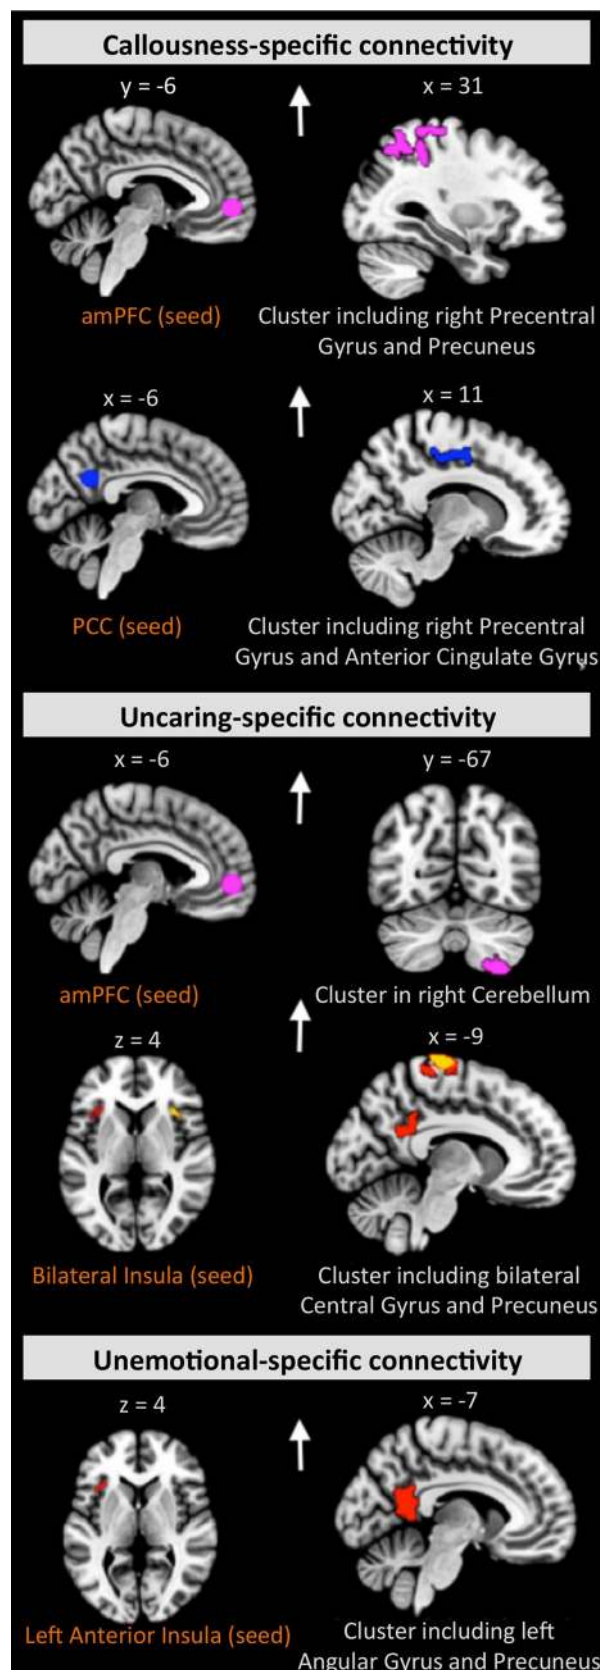 Callousness-specific connectivity
y = -6
x = 31
amPFC (seed)
Cluster including right Precentral
Gyrus and Precuneus
x = -6
x = 11
PCC (seed)
Cluster including right Precentral
Gyrus and Anterior Cingulate Gyrus
Uncaring-specific connectivity
x = -6
y = -67
amPFC (seed)
Cluster in right Cerebellum
z = 4
x = -9
Bilateral Insula (seed)
Cluster including bilateral
Central Gyrus and Precuneus
Unemotional-specific connectivity
z = 4
x = -7
Left Anterior Insula (seed)
Cluster including left
Angular Gyrus and Precuneus